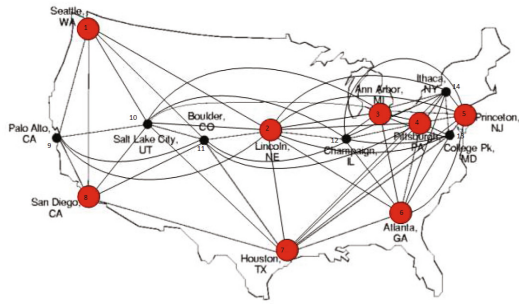 Seattle,
WA
1
Ithaca,
NY
14
Ann Arbor,
MI
3
Boulder,
CO
10
Palo Alto,
CA
9
Salt Lake City,
UT
11
2
Lincoln,
NE
12
Champaign,
IL
4
Pittsburgh,
PA
5
Princeton,
NJ
13
College Pk,
MD
San Diego,
CA
8
6
Atlanta,
GA
7
Houston,
TX